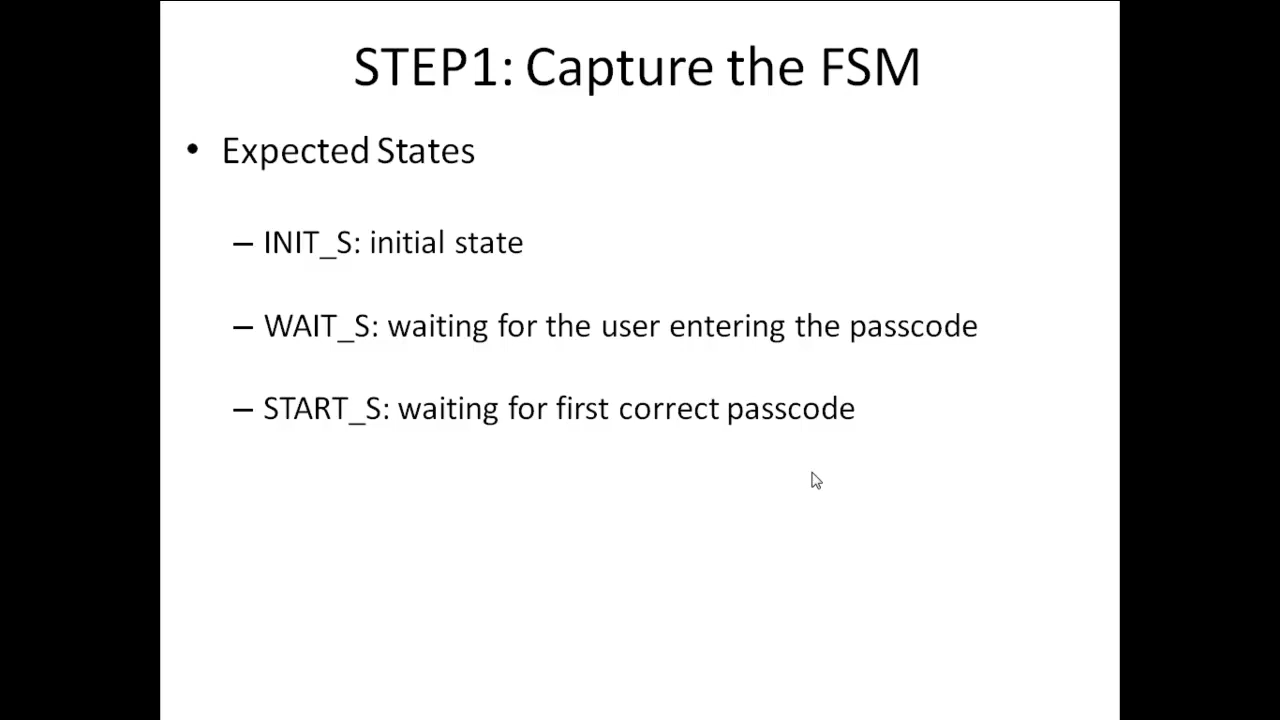 STEP1: Capture the FSM
• Expected States
– INIT_S: initial state
– WAIT_S: waiting for the user entering the passcode
– START_S: waiting for first correct passcode